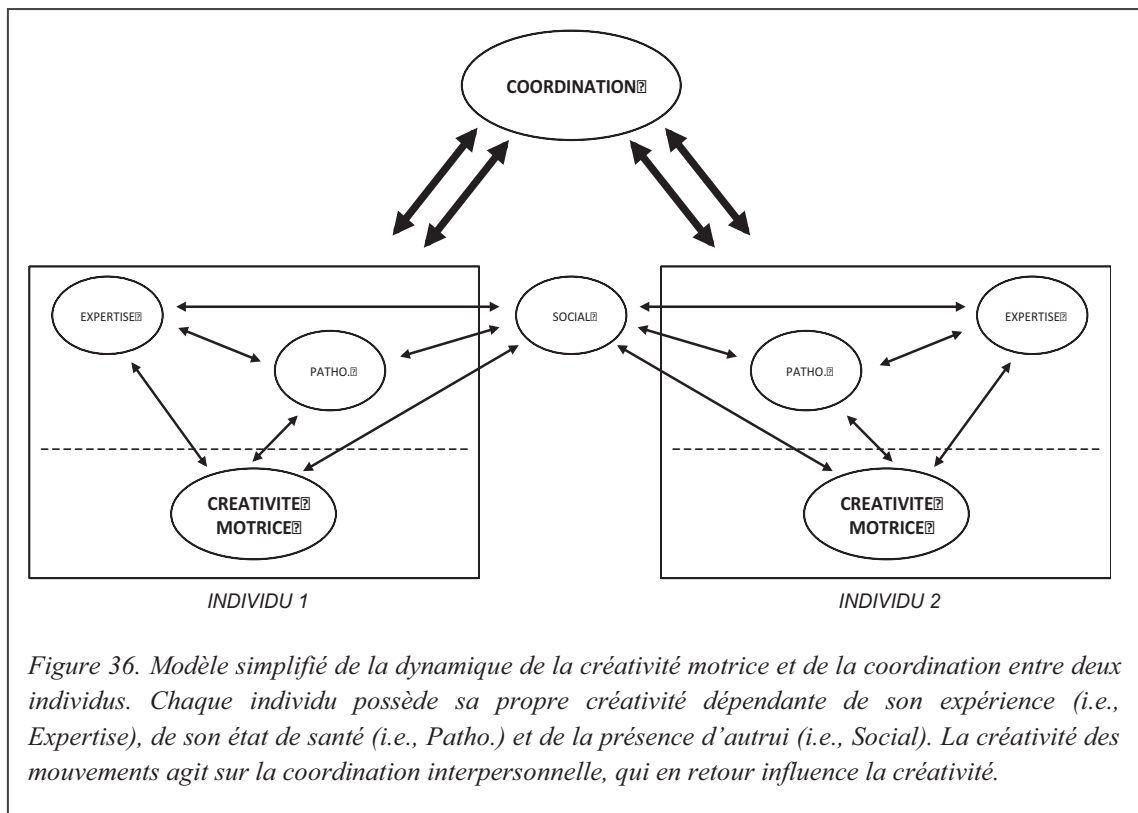 COORDINATION
EXPERTISE
SOCIAL
EXPERTISE
PATHO.
PATHO.
CREATIVITE
MOTRICE
CREATIVITE
MOTRICE
INDIVIDU 1
INDIVIDU 2
Figure 36. Modèle simplifié de la dynamique de la créativité motrice et de la coordination entre deux
individus. Chaque individu possède sa propre créativité dépendante de son expérience (i.e.,
Expertise), de son état de santé (i.e., Patho.) et de la présence d'autrui (i.e., Social). La créativité des
mouvements agit sur la coordination interpersonnelle, qui en retour influence la créativité.